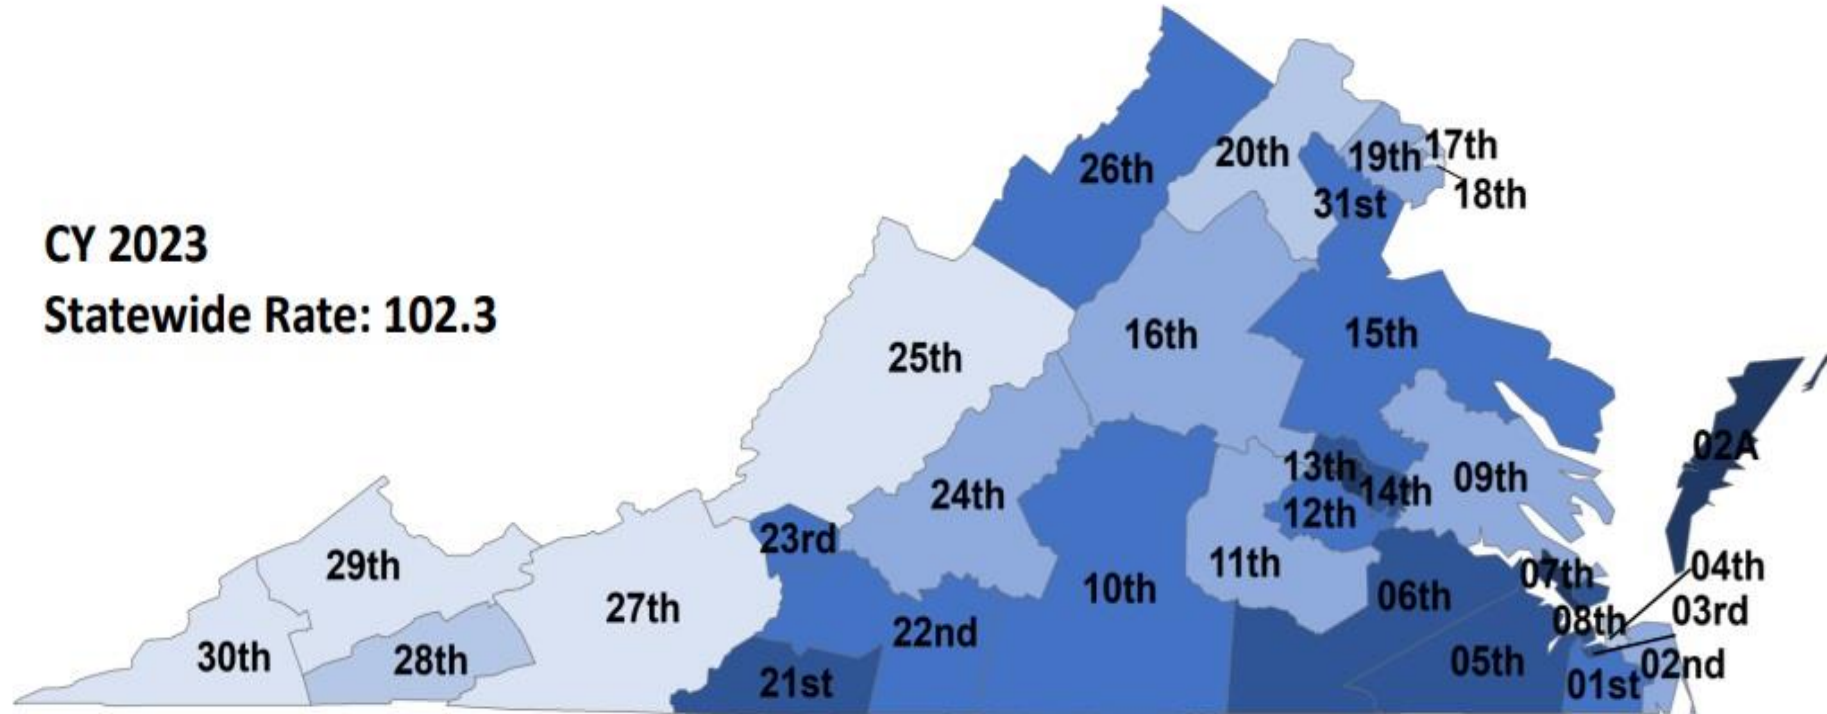 CY 2023
Statewide Rate: 102.3
26th
20th
19th
17th
18th
31st
25th
16th
15th
13th
14th
12th
09th
02A
24th
23rd
29th
27th
30th
28th
22nd
21st
10th
11th
06th
07th
04th
03rd
08th
05th
02nd
01st